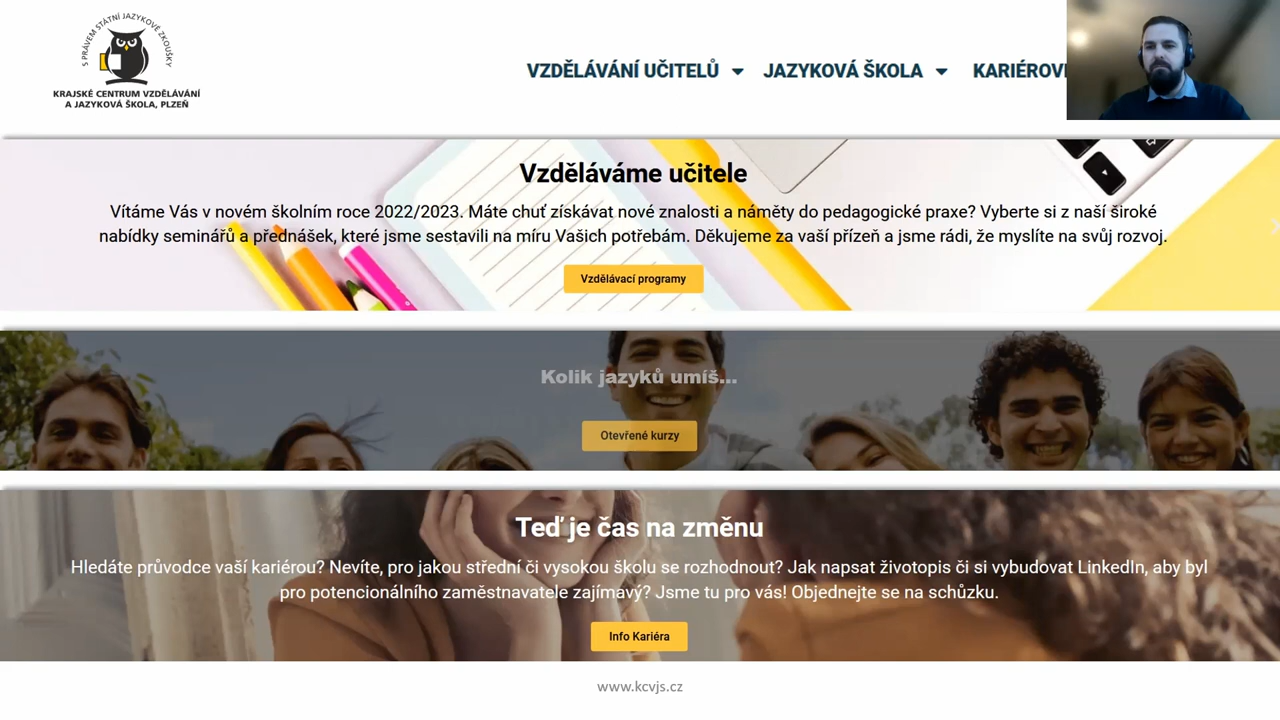 S PRÁVEM STÁTNÍ JAZYKOVÉ ZKOUŠKY
KRAJSKÉ CENTRUM VZDĚLÁVÁNÍ
A JAZYKOVÁ ŠKOLA, PLZEŇ
VZDĚLÁVÁNÍ UČITELŮ JAZYKOVÁ ŠKOLA
Vzděláváme učitele
Vítáme Vás v novém školním roce 2022/2023. Máte chuť získávat nové znalosti a náměty do pedagogické praxe? Vyberte si z naší široké
nabídky seminářů a přednášek, které jsme sestavili na míru Vašich potřebám. Děkujeme za vaší přízeň a jsme rádi, že myslíte na svůj rozvoj.
Vzdělávací programy
Kolik jazyků umíš...
Otevřené kurzy
Teď je čas na změnu
Hledáte průvodce vaší kariérou? Nevíte, pro jakou střední či vysokou školu se rozhodnout? Jak napsat životopis či si vybudovat LinkedIn, aby byl
pro potencionálního zaměstnavatele zajímavý? Jsme tu pro vás! Objednejte se na schůzku.
Info Kariéra
www.kcvjs.cz